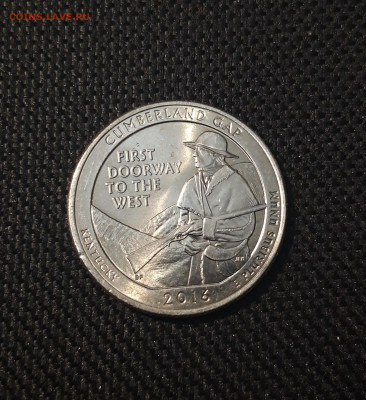 COINS.LAVE.RU
CUMBERLAND GAP
FIRST
DOORWAY
TO THE
WEST
KENTUCKY
2016
E PLURIBUS UNUM